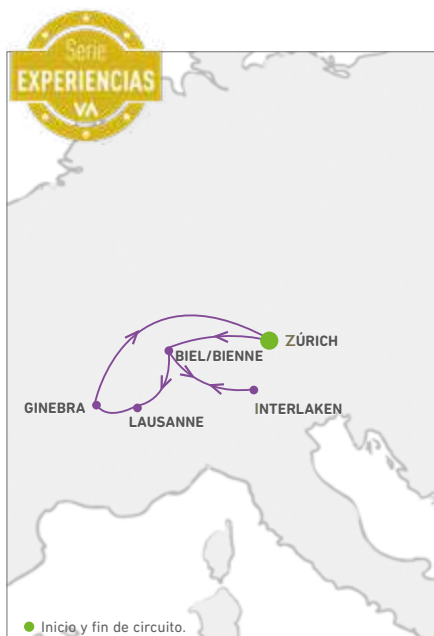 Serie
EXPERIENCIAS
VA
ZÚRICH
BIEL/BIENNE
INTERLAKEN
GINEBRA
LAUSANNE
Inicio y fin de circuito.